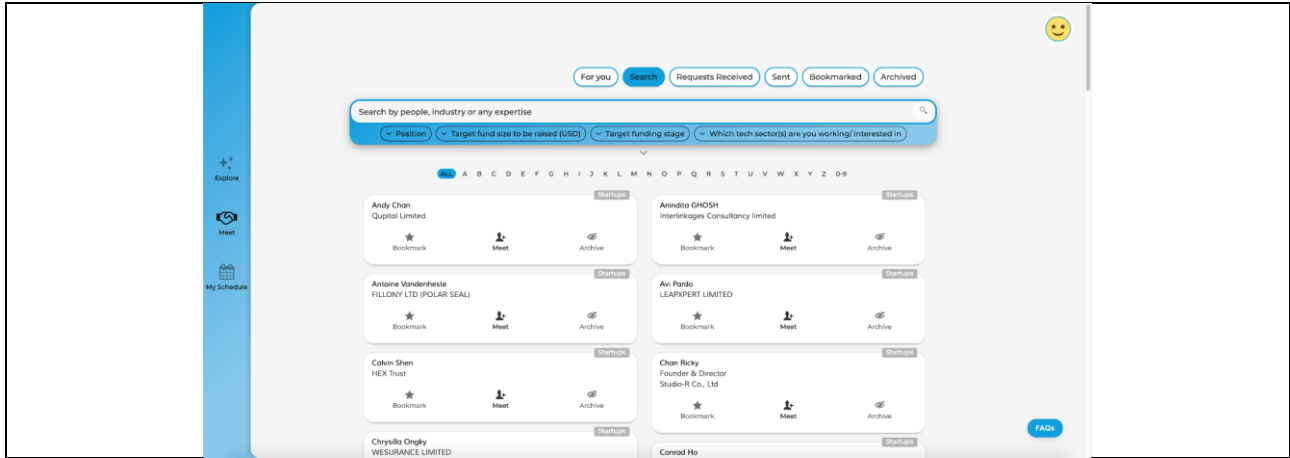 For you Search Requests Received Sent Bookmarked Archived
Search by people, industry or any expertise
Position Target fund size to be raised (USD) Target funding stage Which tech sector(s) are you working/ interested in
Explore
Meet
My Schedule
ALL A B C D E F G H I J K L M N O P Q R S T U V W X Y Z 0-9
Startups
Andy Chan
Qupital Limited
Bookmark Meet Archive
Startups
Anindita GHOSH
Interlinkages Consultancy limited
Bookmark Meet Archive
Startups
Antoine Vandenheste
FILLONY LTD (POLAR SEAL)
Bookmark Meet Archive
Startups
Avi Pardo
LEAPXPERT LIMITED
Bookmark Meet Archive
Startups
Calvin Shen
HEX Trust
Bookmark Meet Archive
Startups
Chan Ricky
Founder & Director
Studio-R Co., Ltd
Bookmark Meet Archive
Startups
Chrysilla Ongky
WESURANCE LIMITED
Startups
Conrad Ho
FAQs